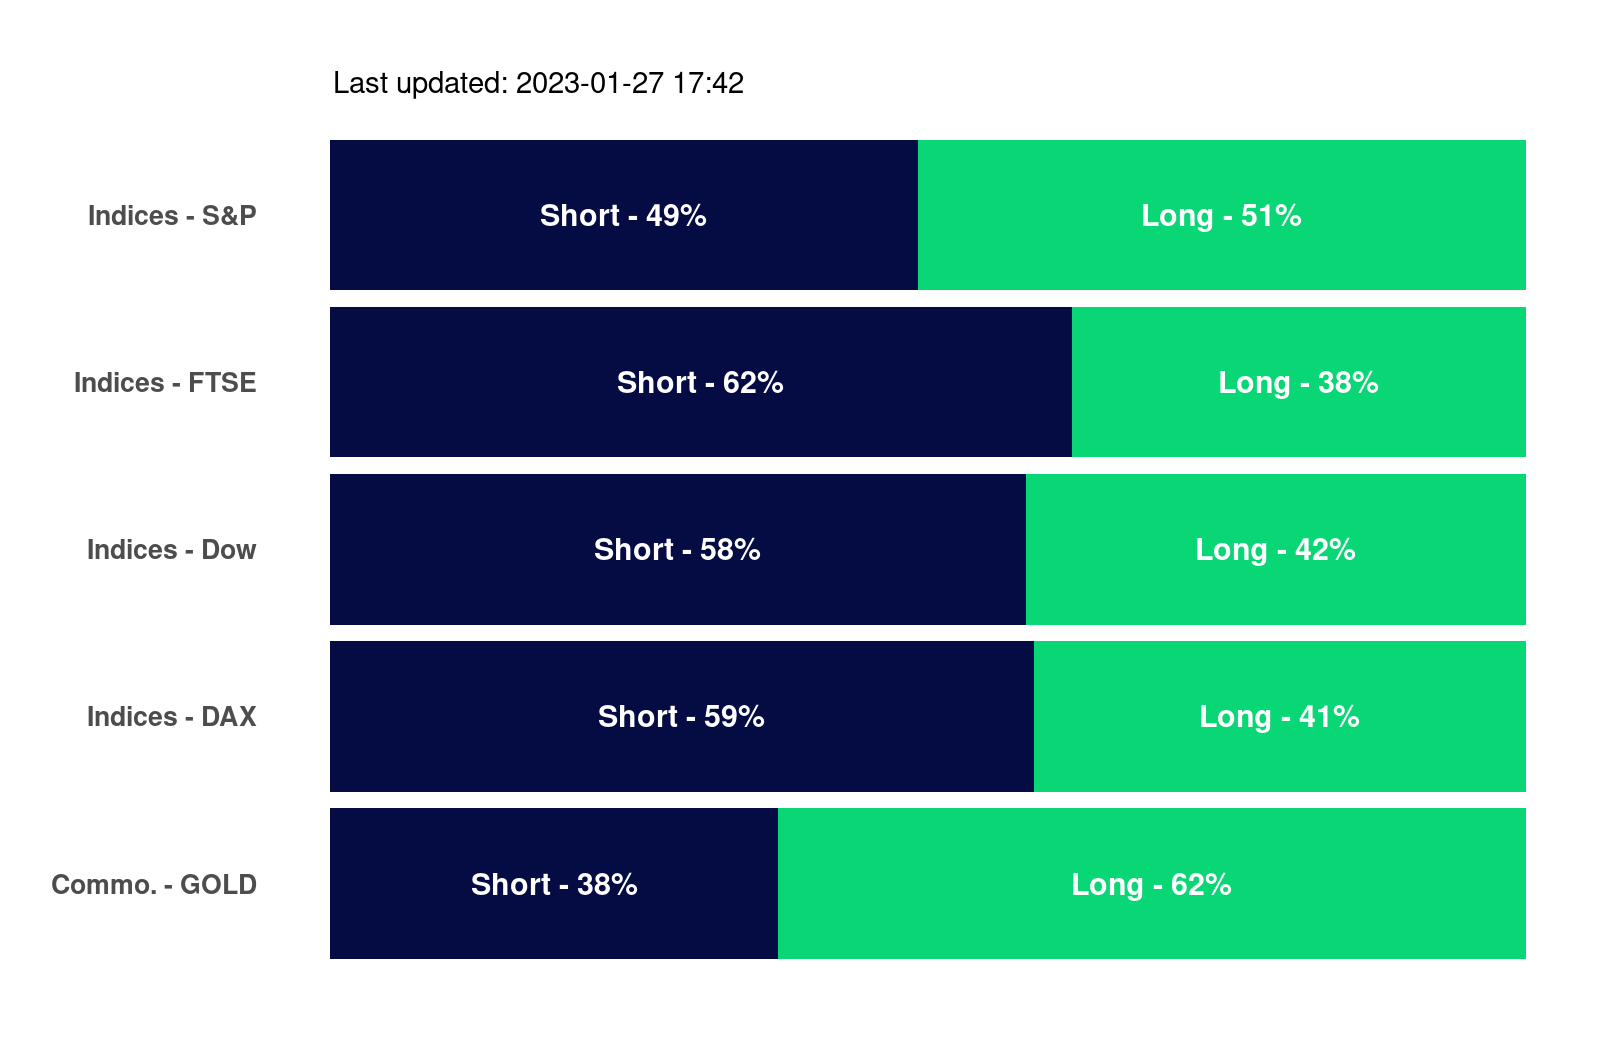 Last updated: 2023-01-27 17:42
Indices - S&P Short - 49% Long - 51%
Indices - FTSE Short - 62% Long - 38%
Indices - Dow Short - 58% Long - 42%
Indices - DAX Short - 59% Long - 41%
Commo. - GOLD Short - 38% Long - 62%